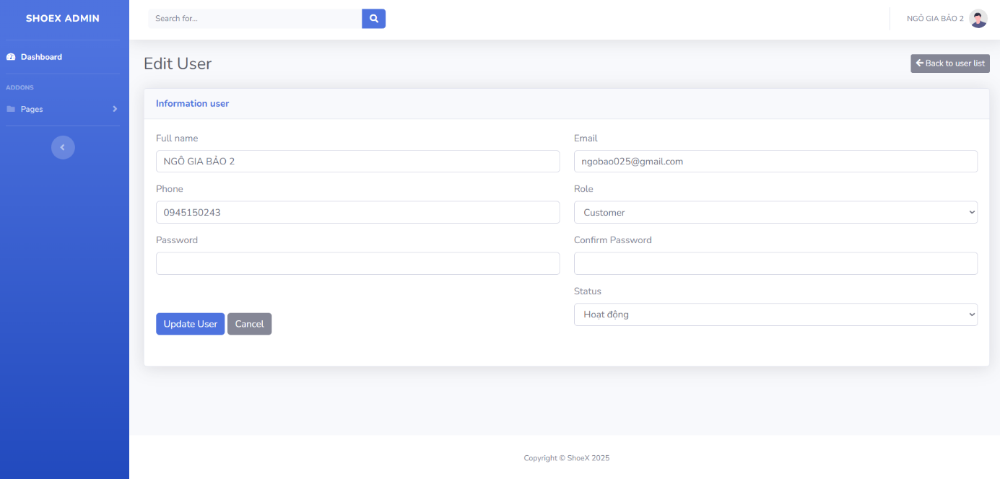 SHOEX ADMIN
Search for...
NGÔ GIA BẢO 2
Dashboard
Edit User
Back to user list
ADDONS
Pages
Information user
Full name
Email
NGÔ GIA BẢO 2
ngobao025@gmail.com
Phone
Role
0945150243
Customer
Password
Confirm Password
Status
Hoạt động
Update User
Cancel
Copyright © ShoeX 2025